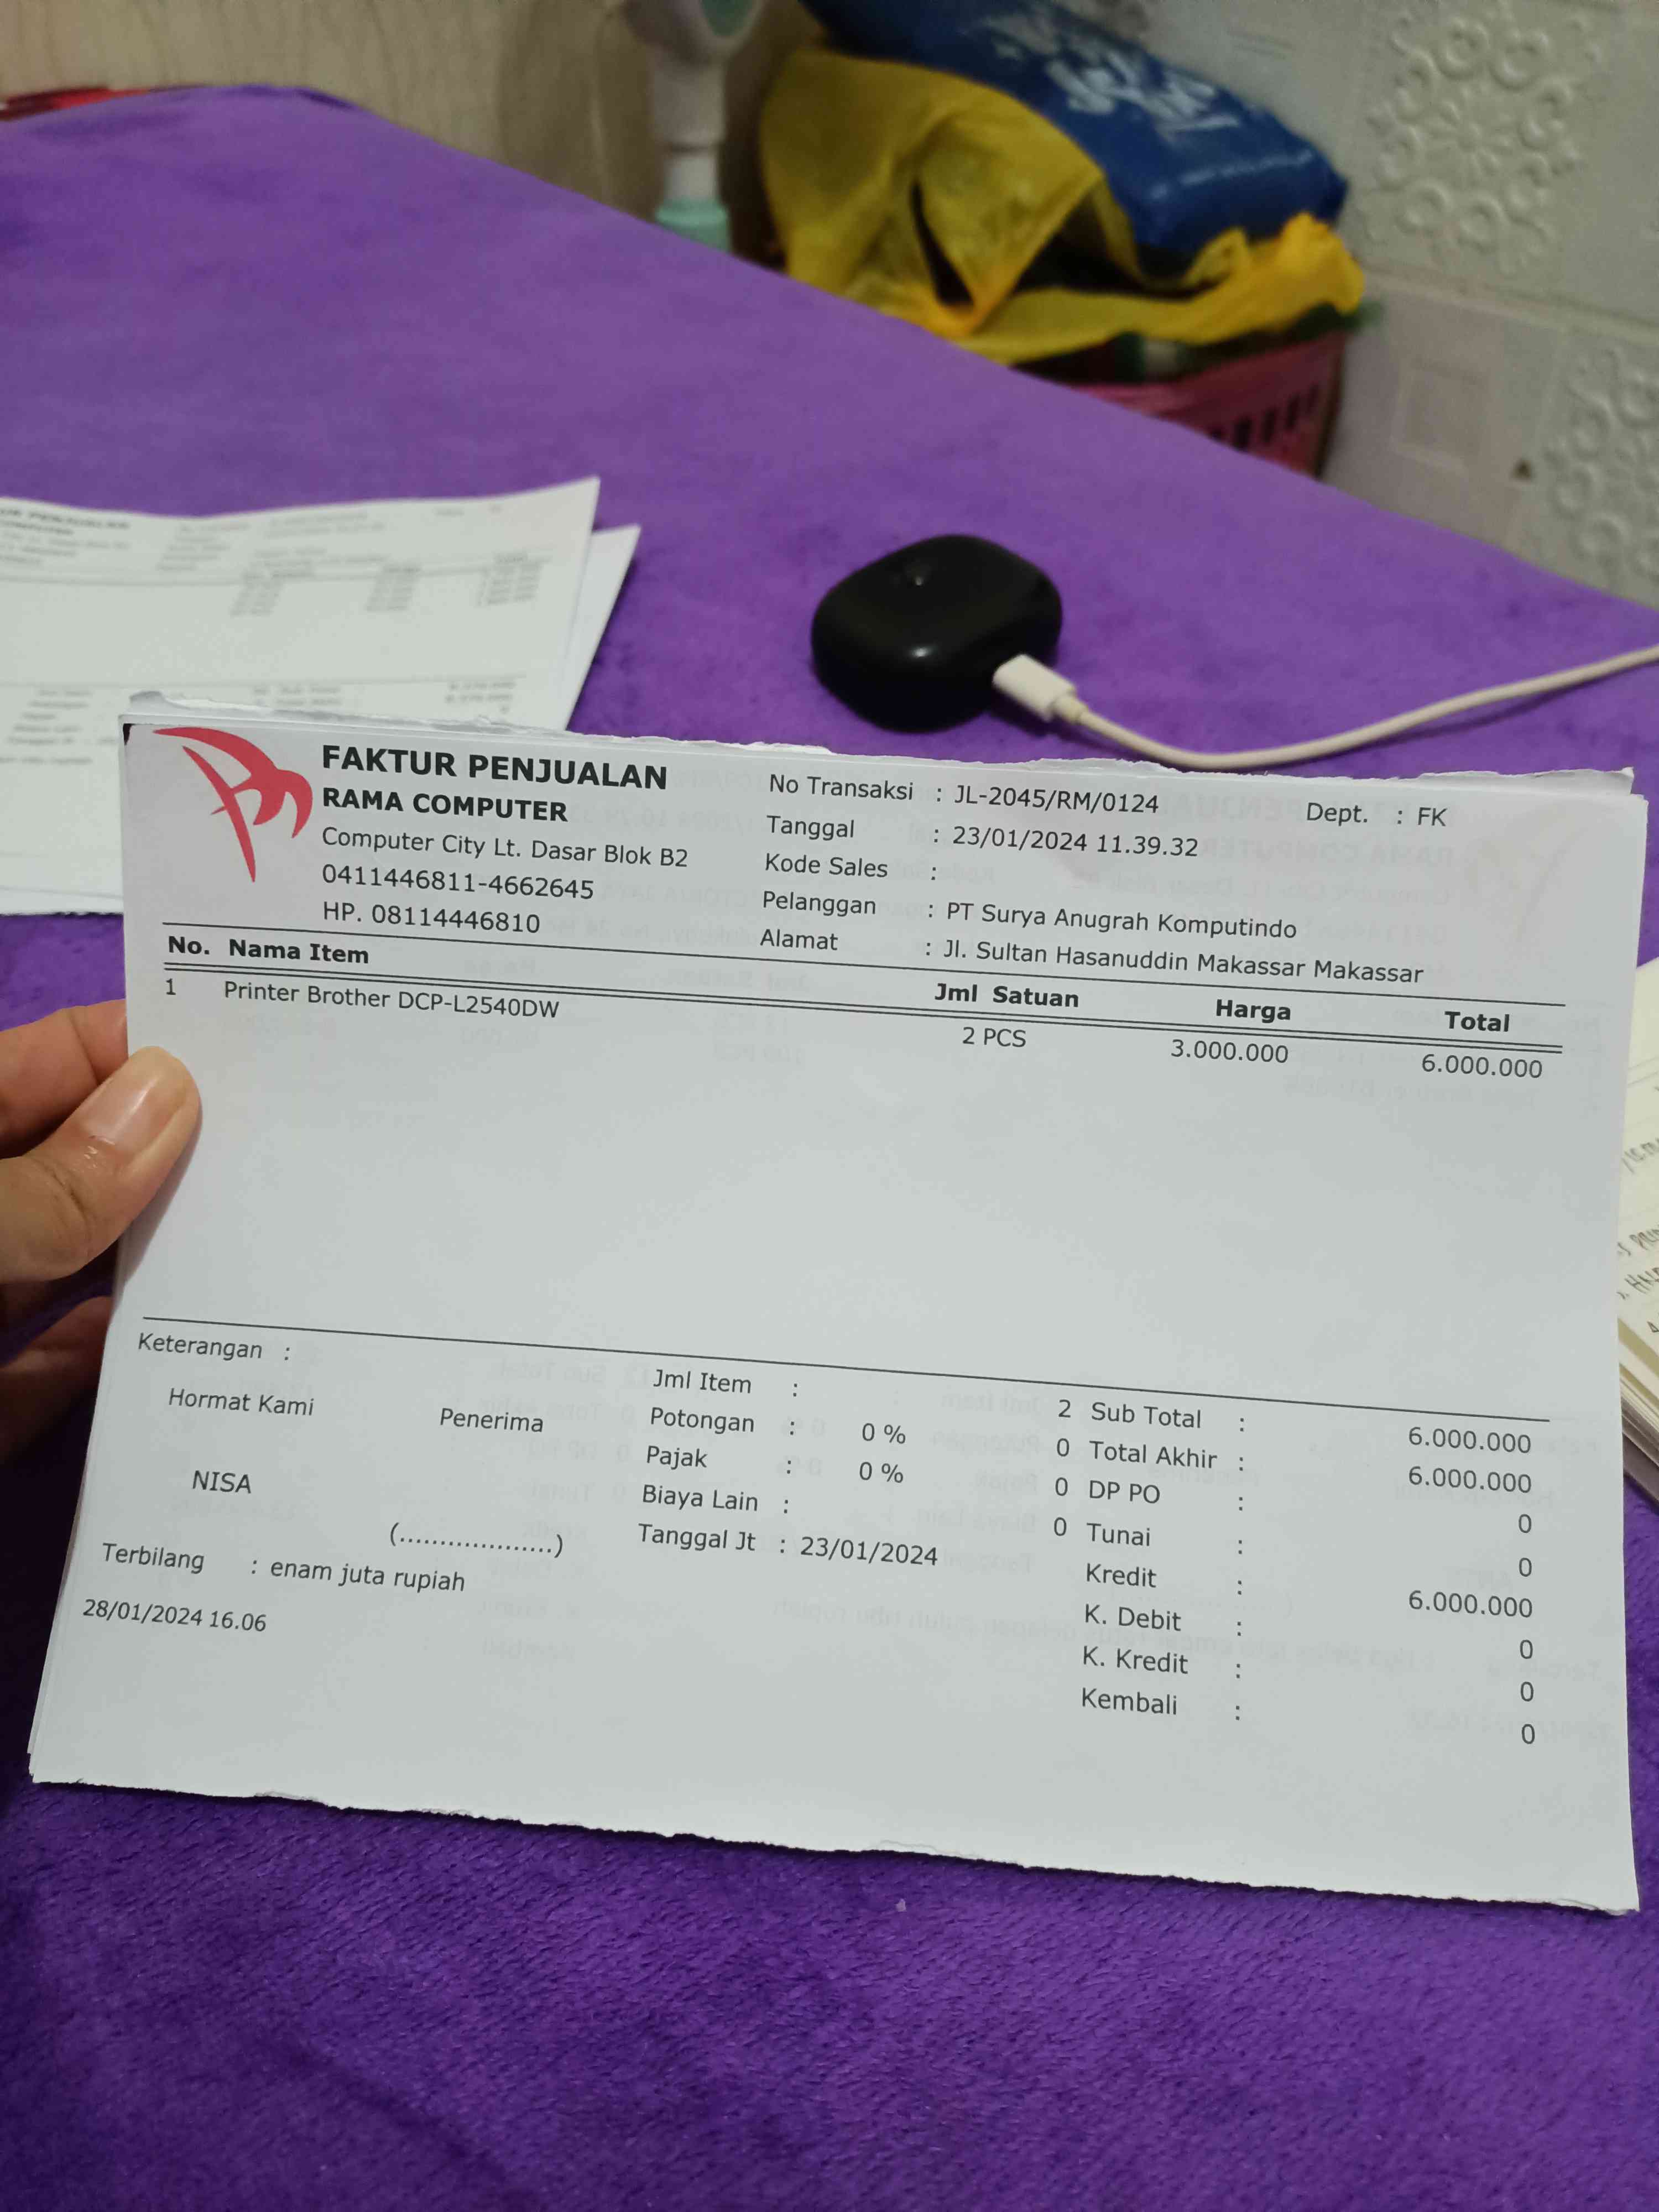 FAKTUR PENJUALAN
RAMA COMPUTER
Computer City Lt. Dasar Blok B2
0411446811-4662645
HP. 08114446810
No Transaksi : JL-2045/RM/0124
Tanggal : 23/01/2024 11.39.32
Kode Sales :
Pelanggan : PT Surya Anugrah Komputindo
Alamat : Jl. Sultan Hasanuddin Makassar Makassar
Dept. : FK
No. Nama Item Jml Satuan Harga Total
1 Printer Brother DCP-L2540DW 2 PCS 3.000.000 6.000.000
Keterangan :
Hormat Kami
Penerima
NISA
(...................)
Terbilang : enam juta rupiah
28/01/2024 16.06
Jml Item : 2
Potongan : 0 % 0
Pajak : 0 % 0
Biaya Lain : 0
Tanggal Jt : 23/01/2024
Sub Total : 6.000.000
Total Akhir : 6.000.000
DP PO : 0
Tunai : 0
Kredit : 6.000.000
K. Debit : 0
K. Kredit : 0
Kembali : 0